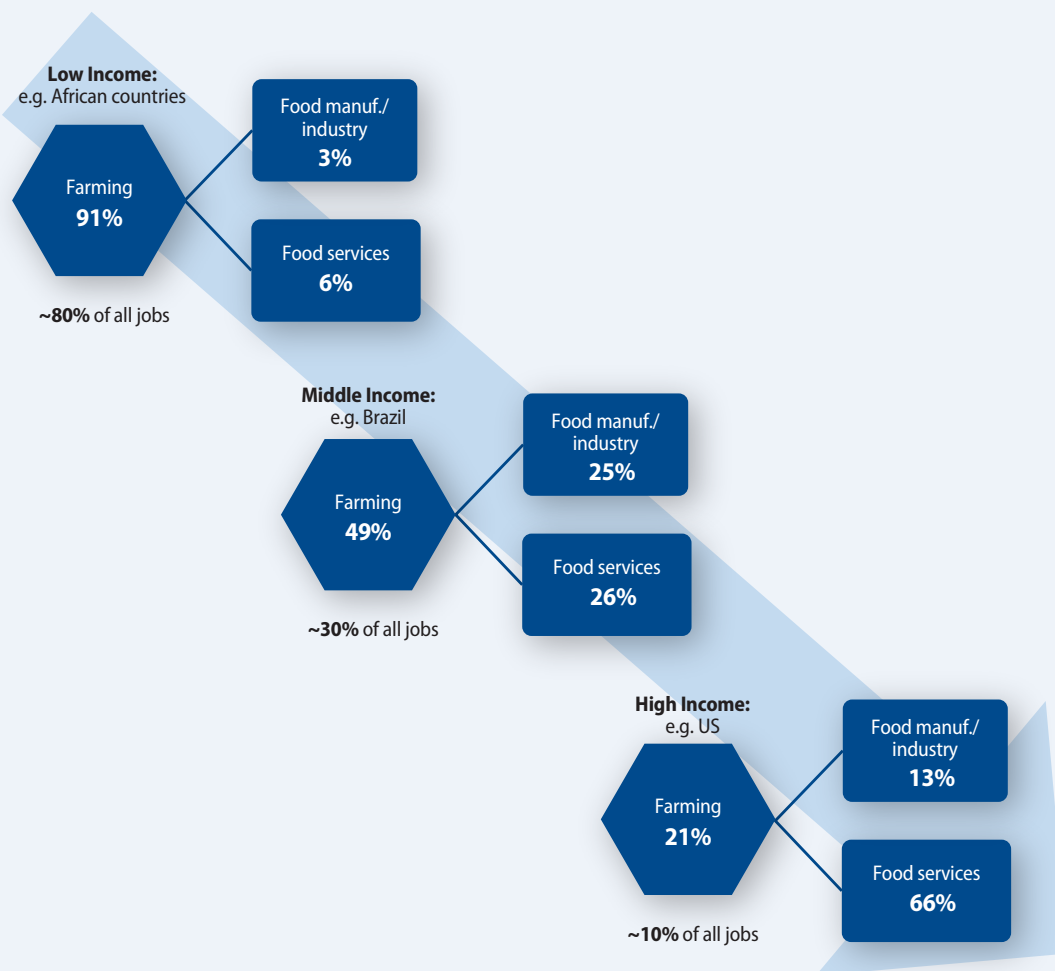 Low Income:
e.g. African countries
Farming
91%
Food manuf./
industry
3%
Food services
6%
~80% of all jobs
Middle Income:
e.g. Brazil
Farming
49%
Food manuf./
industry
25%
Food services
26%
~30% of all jobs
High Income:
e.g. US
Farming
21%
Food manuf./
industry
13%
Food services
66%
~10% of all jobs